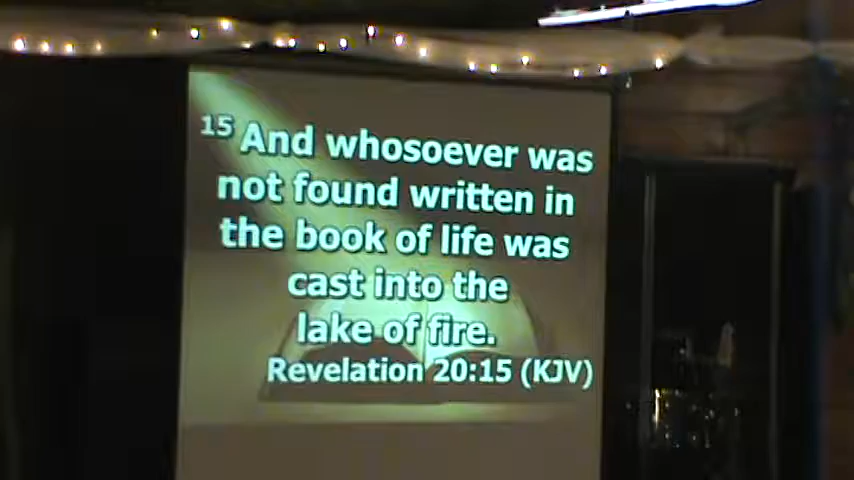 15 And whosoever was
not found written in
the book of life was
cast into the
lake of fire.
Revelation 20:15 (KJV)